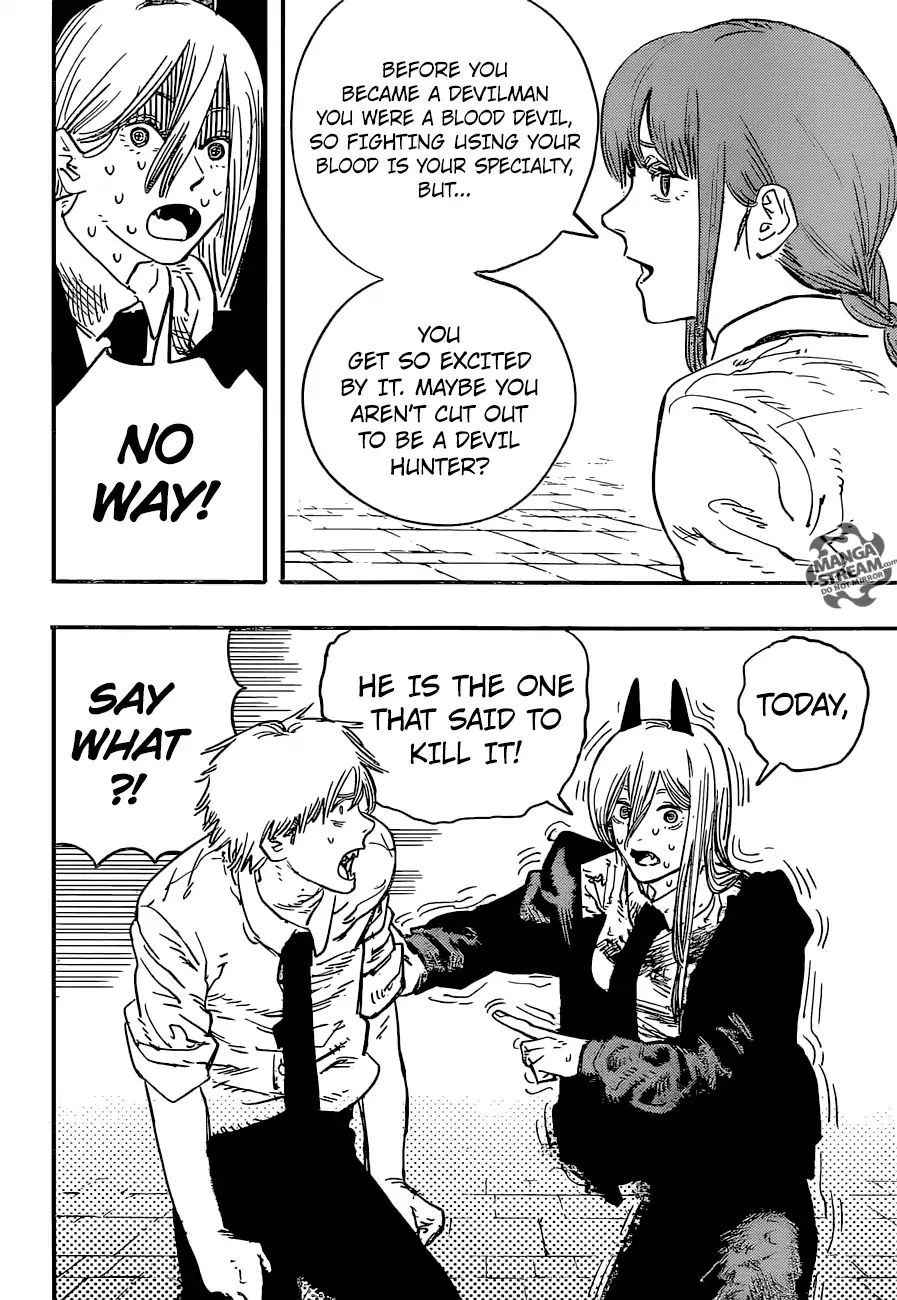 BEFORE YOU
BECAME A DEVILMAN
YOU WERE A BLOOD DEVIL,
SO FIGHTING USING YOUR
BLOOD IS YOUR SPECIALTY,
BUT...
YOU
GET SO EXCITED
BY IT. MAYBE YOU
AREN'T CUT OUT
TO BE A DEVIL
HUNTER?
NO
WAY!
MANGA
STREAM.com
DO NOT MIRROR
TODAY,
HE IS THE ONE
THAT SAID TO
KILL IT!
SAY
WHAT
?!